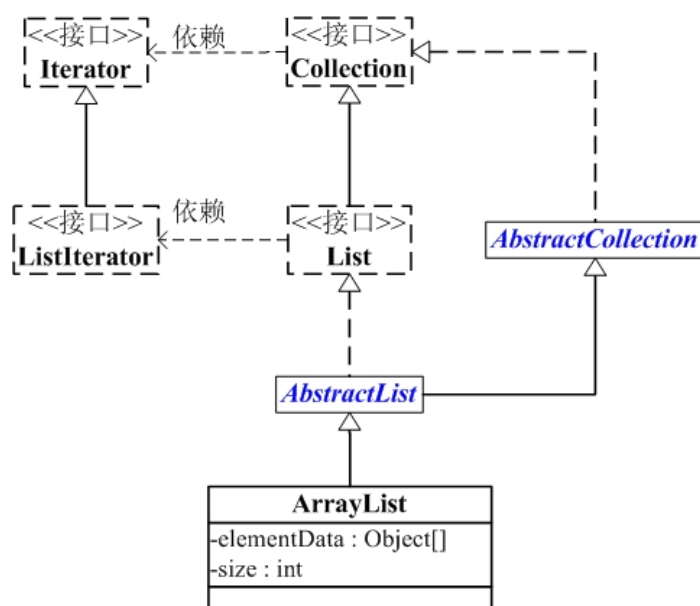 <<接口>>
Iterator
依赖
<<接口>>
Collection
<<接口>>
ListIterator
依赖
<<接口>>
List
AbstractCollection
AbstractList
ArrayList
-elementData : Object[]
-size : int